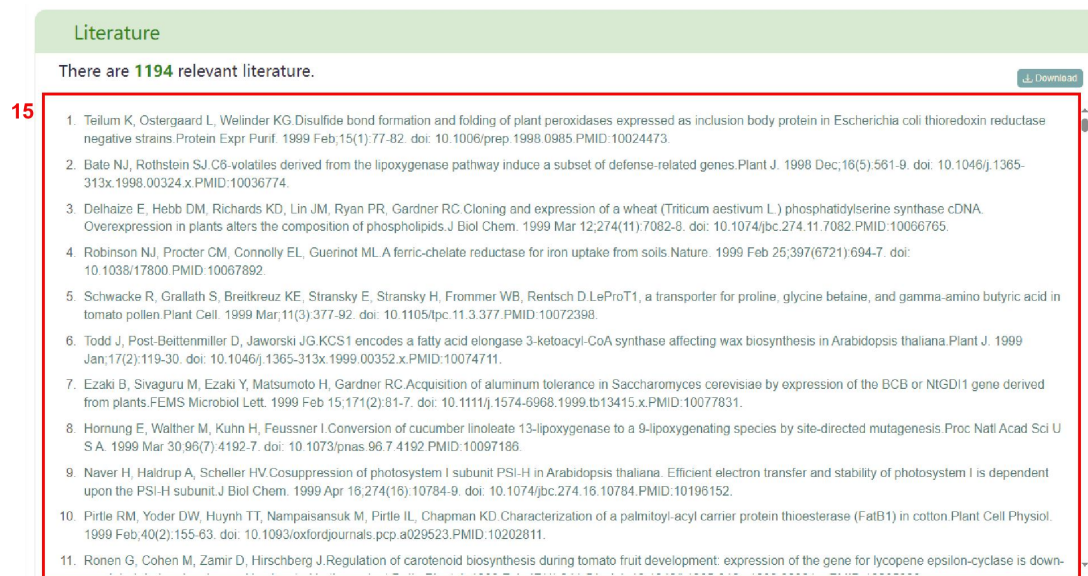 Literature
There are 1194 relevant literature.
Download
15
1. Teilum K, Ostergaard L, Welinder KG.Disulfide bond formation and folding of plant peroxidases expressed as inclusion body protein in Escherichia coli thioredoxin reductase
negative strains.Protein Expr Purif. 1999 Feb;15(1):77-82. doi: 10.1006/prep.1998.0985.PMID:10024473.
2. Bate NJ, Rothstein SJ.C6-volatiles derived from the lipoxygenase pathway induce a subset of defense-related genes.Plant J. 1998 Dec;16(5):561-9. doi: 10.1046/j.1365-
313x.1998.00324.x.PMID:10036774.
3. Delhaize E, Hebb DM, Richards KD, Lin JM, Ryan PR, Gardner RC.Cloning and expression of a wheat (Triticum aestivum L.) phosphatidylserine synthase cDNA.
Overexpression in plants alters the composition of phospholipids.J Biol Chem. 1999 Mar 12;274(11):7082-8. doi: 10.1074/jbc.274.11.7082.PMID:10066765.
4. Robinson NJ, Procter CM, Connolly EL, Guerinot ML.A ferric-chelate reductase for iron uptake from soils.Nature. 1999 Feb 25;397(6721):694-7. doi:
10.1038/17800.PMID:10067892.
5. Schwacke R, Grallath S, Breitkreuz KE, Stransky E, Stransky H, Frommer WB, Rentsch D.LeProT1, a transporter for proline, glycine betaine, and gamma-amino butyric acid in
tomato pollen.Plant Cell. 1999 Mar;11(3):377-92. doi: 10.1105/tpc.11.3.377.PMID:10072398.
6. Todd J, Post-Beittenmiller D, Jaworski JG.KCS1 encodes a fatty acid elongase 3-ketoacyl-CoA synthase affecting wax biosynthesis in Arabidopsis thaliana.Plant J. 1999
Jan;17(2):119-30. doi: 10.1046/j.1365-313x.1999.00352.x.PMID:10074711.
7. Ezaki B, Sivaguru M, Ezaki Y, Matsumoto H, Gardner RC.Acquisition of aluminum tolerance in Saccharomyces cerevisiae by expression of the BCB or NtGDI1 gene derived
from plants.FEMS Microbiol Lett. 1999 Feb 15;171(2):81-7. doi: 10.1111/j.1574-6968.1999.tb13415.x.PMID:10077831.
8. Hornung E, Walther M, Kuhn H, Feussner I.Conversion of cucumber linoleate 13-lipoxygenase to a 9-lipoxygenating species by site-directed mutagenesis.Proc Natl Acad Sci U
S A. 1999 Mar 30;96(7):4192-7. doi: 10.1073/pnas.96.7.4192.PMID:10097186.
9. Naver H, Haldrup A, Scheller HV.Cosuppression of photosystem I subunit PSI-H in Arabidopsis thaliana. Efficient electron transfer and stability of photosystem I is dependent
upon the PSI-H subunit.J Biol Chem. 1999 Apr 16;274(16):10784-9. doi: 10.1074/jbc.274.16.10784.PMID:10196152.
10. Pirtle RM, Yoder DW, Huynh TT, Nampaisansuk M, Pirtle IL, Chapman KD.Characterization of a palmitoyl-acyl carrier protein thioesterase (FatB1) in cotton.Plant Cell Physiol.
1999 Feb;40(2):155-63. doi: 10.1093/oxfordjournals.pcp.a029523.PMID:10202811.
11. Ronen G, Cohen M, Zamir D, Hirschberg J.Regulation of carotenoid biosynthesis during tomato fruit development: expression of the gene for lycopene epsilon-cyclase is down-